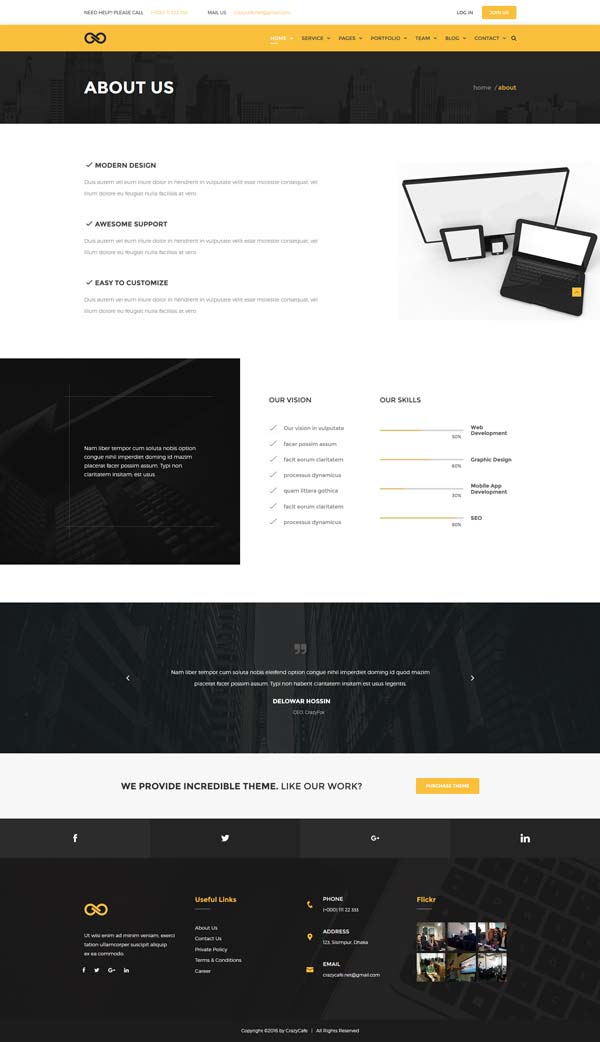 NEED HELP? PLEASE CALL (+000) 111 222 333 MAIL US crazycafe.net@gmail.com LOG IN JOIN US
HOME SERVICE PAGES PORTFOLIO TEAM BLOG CONTACT
ABOUT US
home / about
MODERN DESIGN
Duis autem vel eum iriure dolor in hendrerit in vulputate velit esse molestie consequat, vel
illum dolore eu feugiat nulla facilisis at vero
AWESOME SUPPORT
Duis autem vel eum iriure dolor in hendrerit in vulputate velit esse molestie consequat, vel
illum dolore eu feugiat nulla facilisis at vero
EASY TO CUSTOMIZE
Duis autem vel eum iriure dolor in hendrerit in vulputate velit esse molestie consequat, vel
illum dolore eu feugiat nulla facilisis at vero
Nam liber tempor cum soluta nobis option
congue nihil imperdiet doming id mazim
placerat facer possim assum. Typi non
claritatem insitam; est usus
OUR VISION
Our vision in vulputate
facer possim assum
facit eorum claritatem
processus dynamicus
quam littera gothica
facit eorum claritatem
processus dynamicus
OUR SKILLS
Web
Development
50%
Graphic Design
60%
Mobile App
Development
30%
SEO
90%
Nam liber tempor cum soluta nobis eleifend option congue nihil imperdiet doming id quod mazim
placerat facer possim assum. Typi non habent claritatem insitam est usus legentis
DELOWAR HOSSIN
CEO, CrazyFox
WE PROVIDE INCREDIBLE THEME. LIKE OUR WORK?
PURCHASE THEME
Ut wisi enim ad minim veniam, exerci
tation ullamcorper suscipit aliquip
ex ea commodo.
Useful Links
About Us
Contact Us
Private Policy
Terms & Conditions
Career
PHONE
(+000) 111 22 333
ADDRESS
123, Sismpur, Dhaka
EMAIL
crazycafe.net@gmail.com
Flickr
Copyright ©2016 by CrazyCafe | All Rights Reserved